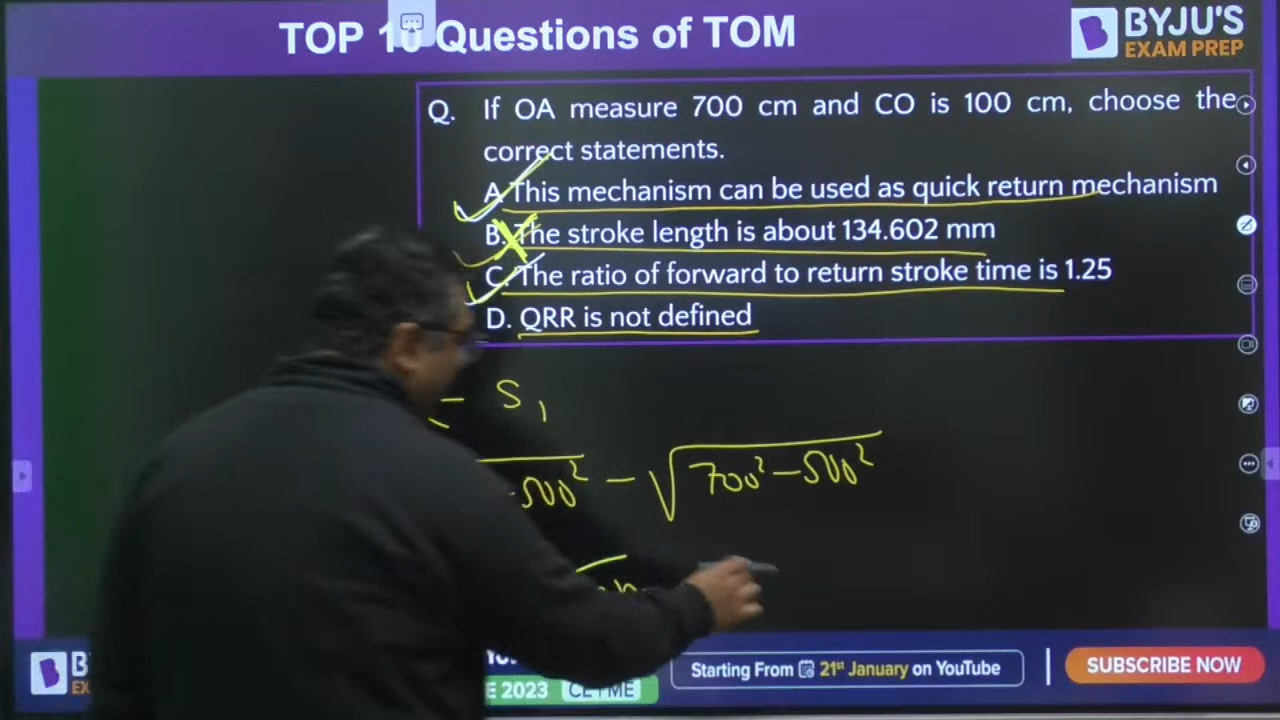 TOP 10 Questions of TOM
BYJU'S
EXAM PREP
Q. If OA measure 700 cm and CO is 100 cm, choose the
correct statements.
A. This mechanism can be used as quick return mechanism
B. The stroke length is about 134.602 mm
C. The ratio of forward to return stroke time is 1.25
D. QRR is not defined
– S₁
-500² – √700² – 500²
Starting From 21st January on YouTube
SUBSCRIBE NOW
E 2023 CE | ME